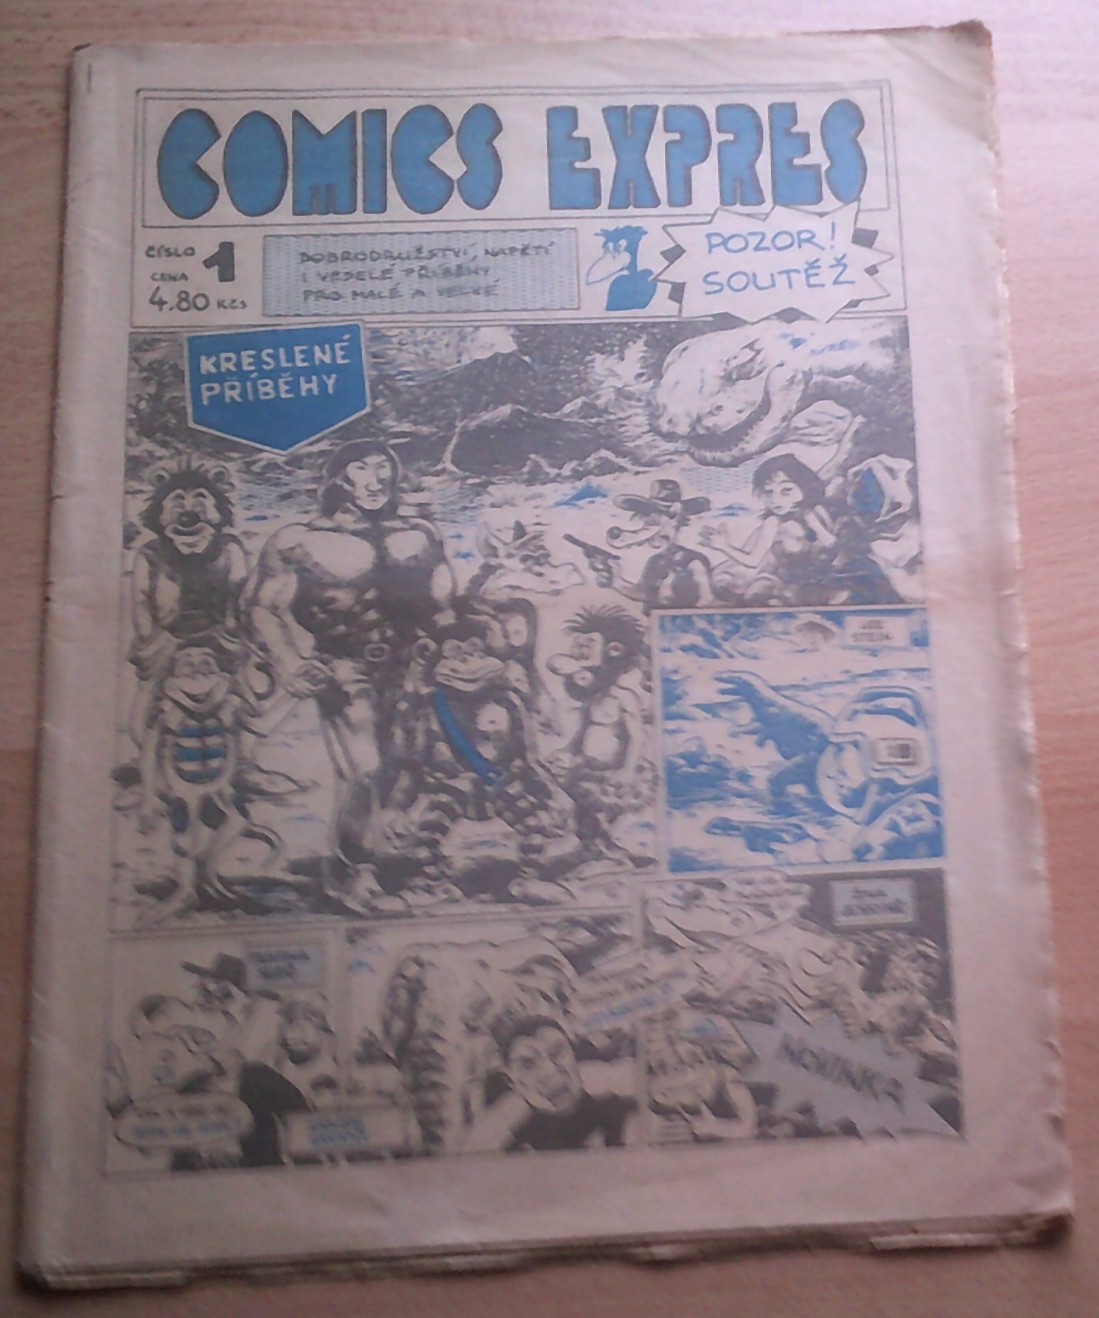 COMICS EXPRES
ČÍSLO 1
CENA
4,80 Kčs
DOBRODRUŽSTVÍ, NAPĚTÍ
I VESELÉ PŘÍBĚHY
PRO MALÉ A VELKÉ
POZOR!
SOUTĚŽ
KRESLENÉ
PŘÍBĚHY
STEIN
NOVINKA